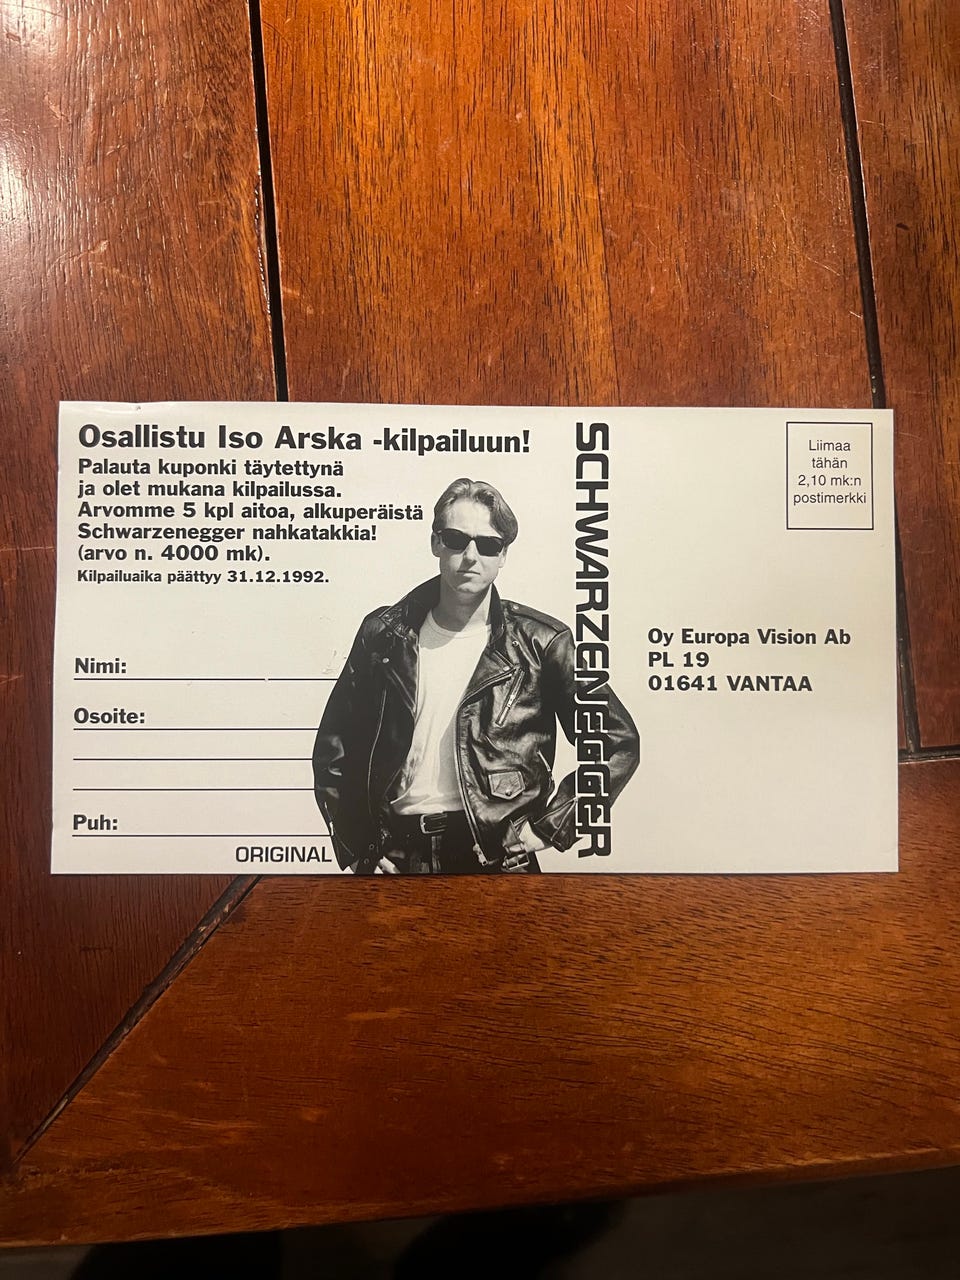 Osallistu Iso Arska -kilpailuun!
Palauta kuponki täytettynä
ja olet mukana kilpailussa.
Arvomme 5 kpl aitoa, alkuperäistä
Schwarzenegger nahkatakkia!
(arvo n. 4000 mk).
Kilpailuaika päättyy 31.12.1992.
Nimi:
Osoite:
Puh:
ORIGINAL
SCHWARZENEGGER
Liimaa
tähän
2,10 mk:n
postimerkki
Oy Europa Vision Ab
PL 19
01641 VANTAA